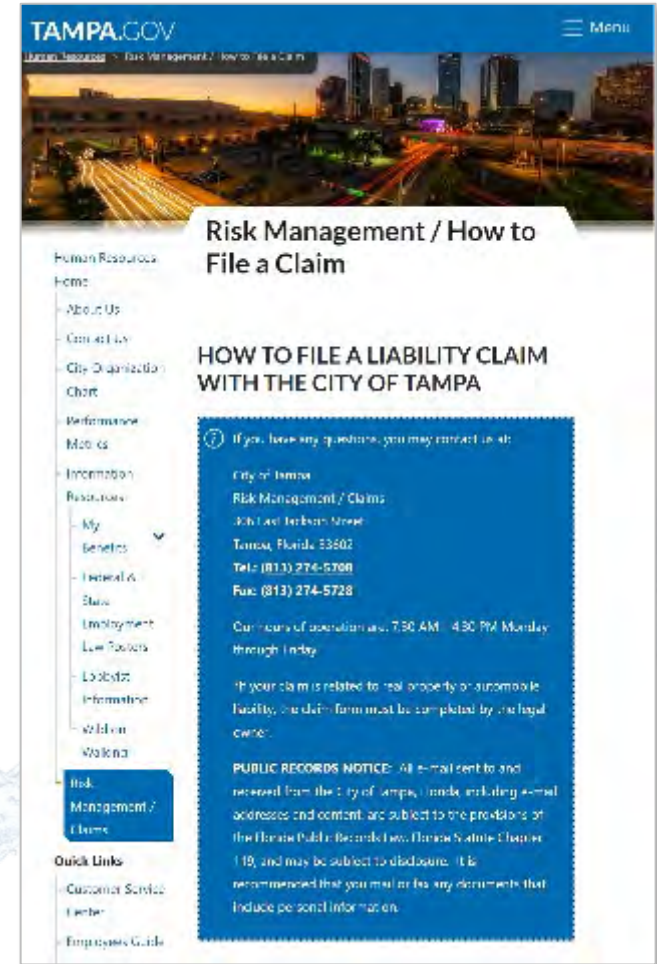 TAMPA.GOV
Menu
Human Resources > Risk Management / How to File a Claim
Risk Management / How to
File a Claim
Human Resources
Home
About Us
Contact Us
City Organization
Chart
Performance
Metrics
Information
Resources
My
Benefits
Federal &
State
Employment
Law Posters
Lobbyist
Information
Risk
Management /
Claims
Quick Links
Customer Service
Center
Employees Guide
HOW TO FILE A LIABILITY CLAIM
WITH THE CITY OF TAMPA
If you have any questions, you may contact us at:
City of Tampa
Risk Management / Claims
306 East Jackson Street
Tampa, Florida 33602
Tel.: (813) 274-5708
Fax: (813) 274-5728
Our hours of operation are: 7:30 AM - 4:30 PM Monday
through Friday
*If your claim is related to real property or automobile
liability, the claim form must be completed by the legal
owner.
PUBLIC RECORDS NOTICE: All e-mail sent to and
received from the City of Tampa, Florida, including e-mail
addresses and content, are subject to the provisions of
the Florida Public Records Law, Florida Statute Chapter
119, and may be subject to disclosure. It is
recommended that you mail or fax any documents that
include personal information.